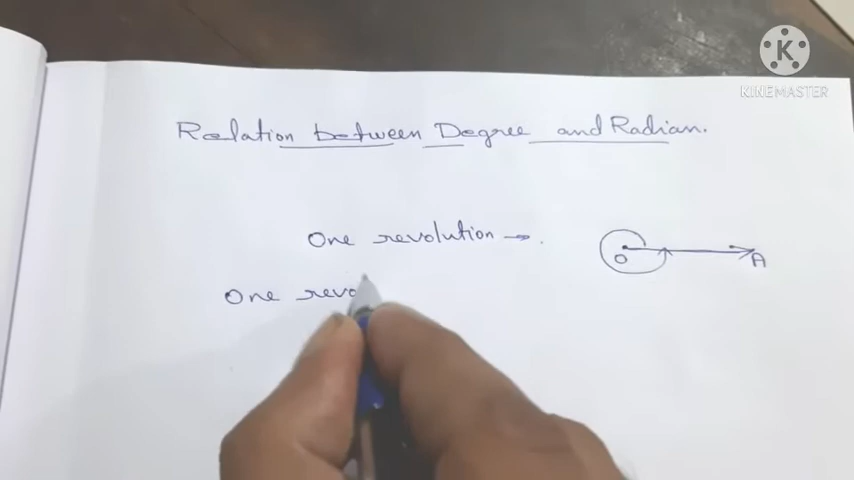 K
KINEMASTER
Relation between Degree and Radian.
One revolution → .
O
A
One revo